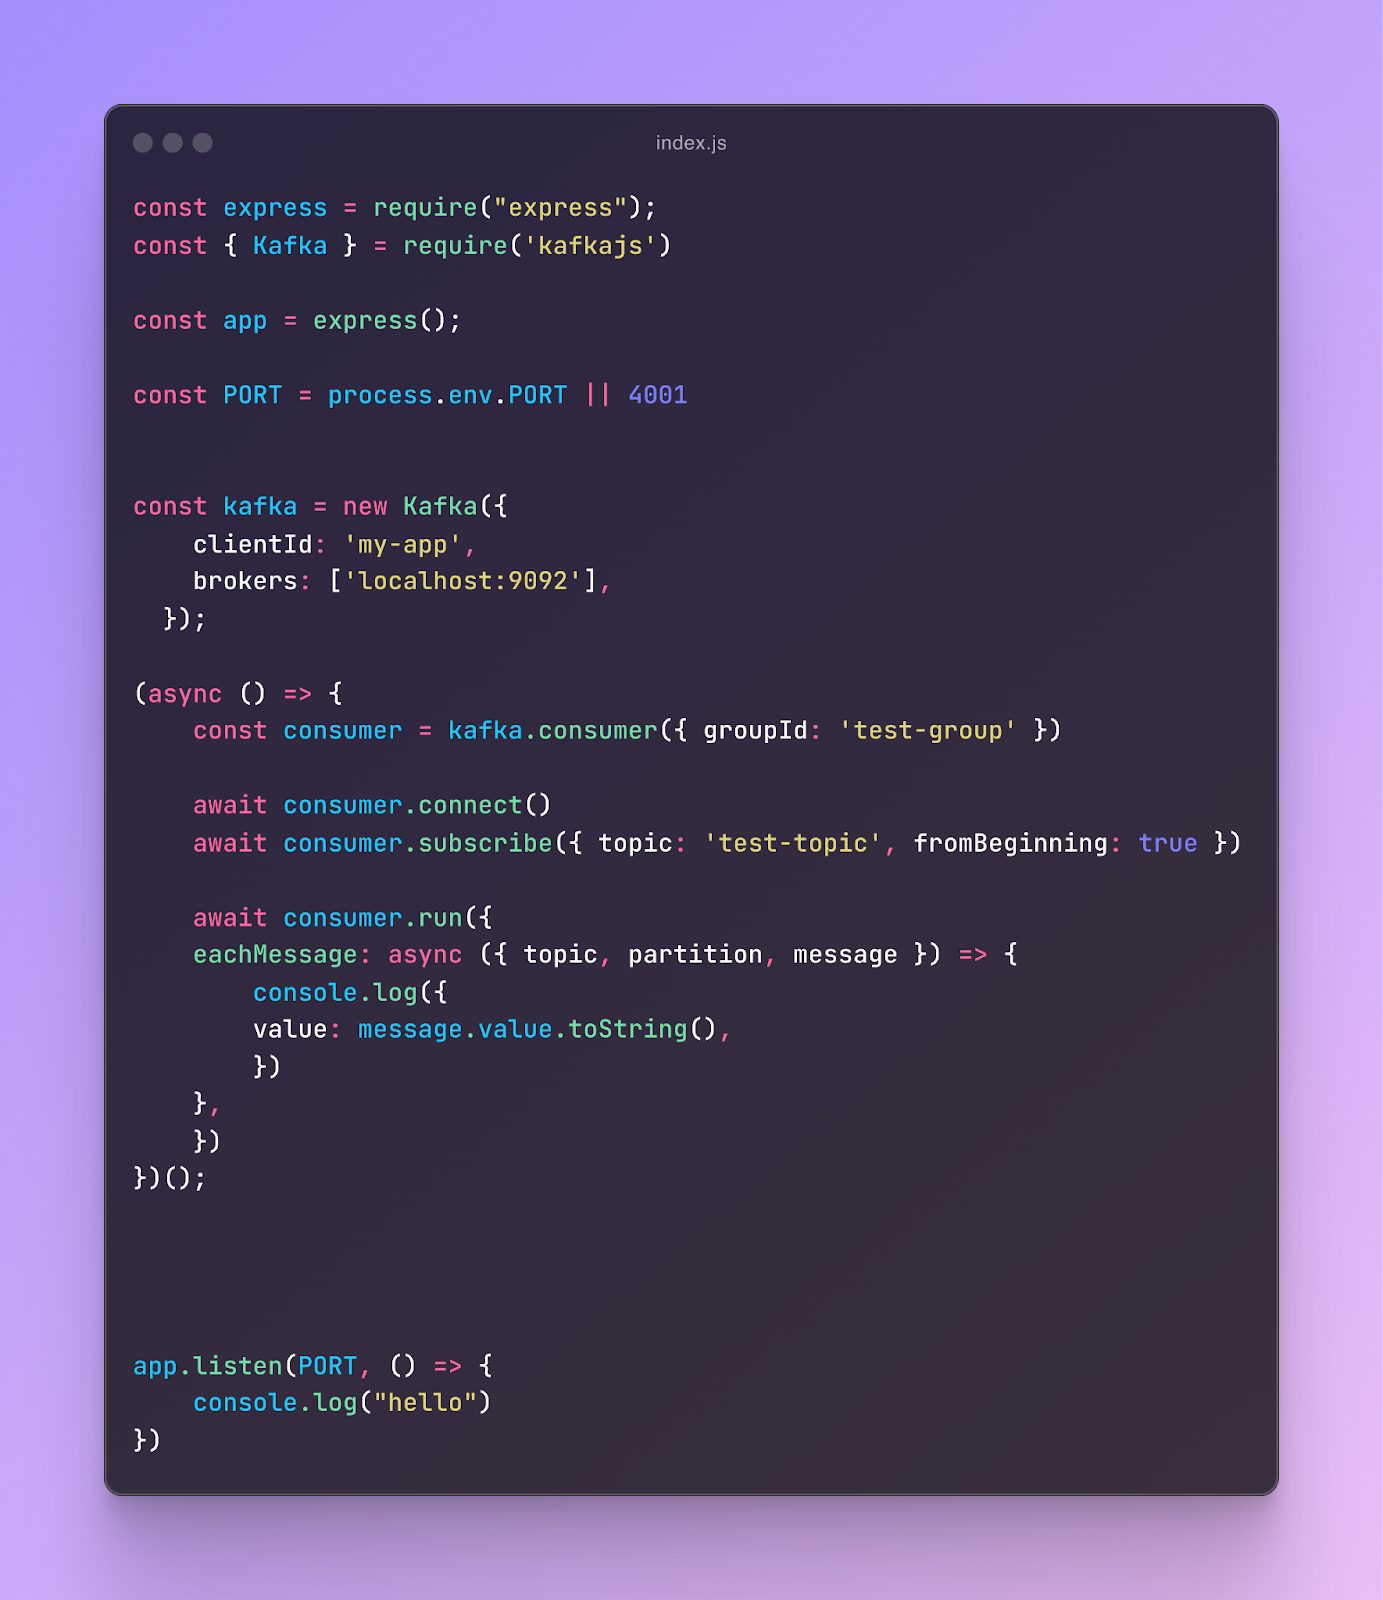 index.js
const express = require("express");
const { Kafka } = require('kafkajs')
const app = express();
const PORT = process.env.PORT || 4001
const kafka = new Kafka({
    clientId: 'my-app',
    brokers: ['localhost:9092'],
  });
(async () => {
    const consumer = kafka.consumer({ groupId: 'test-group' })
    await consumer.connect()
    await consumer.subscribe({ topic: 'test-topic', fromBeginning: true })
    await consumer.run({
    eachMessage: async ({ topic, partition, message }) => {
        console.log({
        value: message.value.toString(),
        })
    },
    })
})();
app.listen(PORT, () => {
    console.log("hello")
})